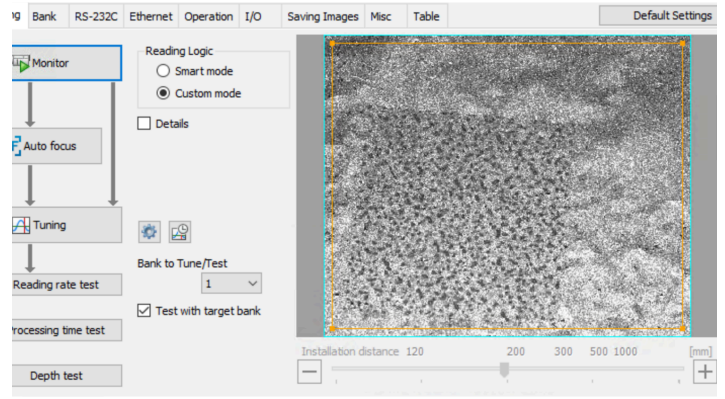 ng Bank RS-232C Ethernet Operation I/O Saving Images Misc Table Default Settings
Monitor
Reading Logic
Smart mode
Custom mode
Details
Auto focus
Tuning
Bank to Tune/Test
1
Reading rate test
Test with target bank
rocessing time test
Installation distance 120 200 300 500 1000 [mm]
Depth test